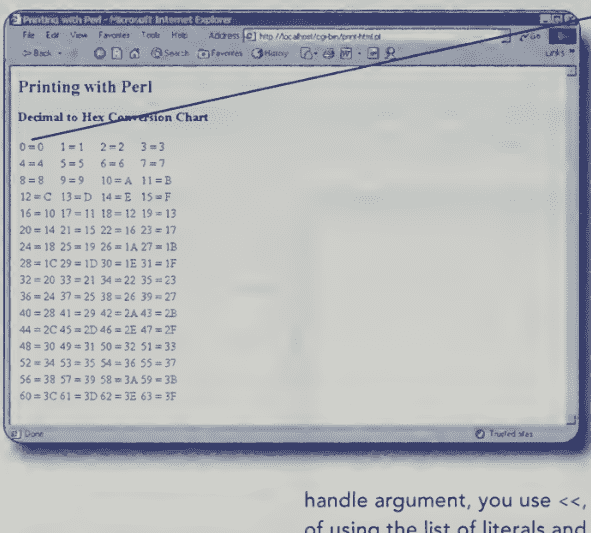 Printing with Perl - Microsoft Internet Explorer
File Edit View Favorites Tools Help Address http://localhost/cgi-bin/print-html.pl Go
Back Search Favorites History Links »
Printing with Perl
Decimal to Hex Conversion Chart
0 = 0 1 = 1 2 = 2 3 = 3
4 = 4 5 = 5 6 = 6 7 = 7
8 = 8 9 = 9 10 = A 11 = B
12 = C 13 = D 14 = E 15 = F
16 = 10 17 = 11 18 = 12 19 = 13
20 = 14 21 = 15 22 = 16 23 = 17
24 = 18 25 = 19 26 = 1A 27 = 1B
28 = 1C 29 = 1D 30 = 1E 31 = 1F
32 = 20 33 = 21 34 = 22 35 = 23
36 = 24 37 = 25 38 = 26 39 = 27
40 = 28 41 = 29 42 = 2A 43 = 2B
44 = 2C 45 = 2D 46 = 2E 47 = 2F
48 = 30 49 = 31 50 = 32 51 = 33
52 = 34 53 = 35 54 = 36 55 = 37
56 = 38 57 = 39 58 = 3A 59 = 3B
60 = 3C 61 = 3D 62 = 3E 63 = 3F
Done Trusted sites
handle argument, you use <<,
of using the list of literals and